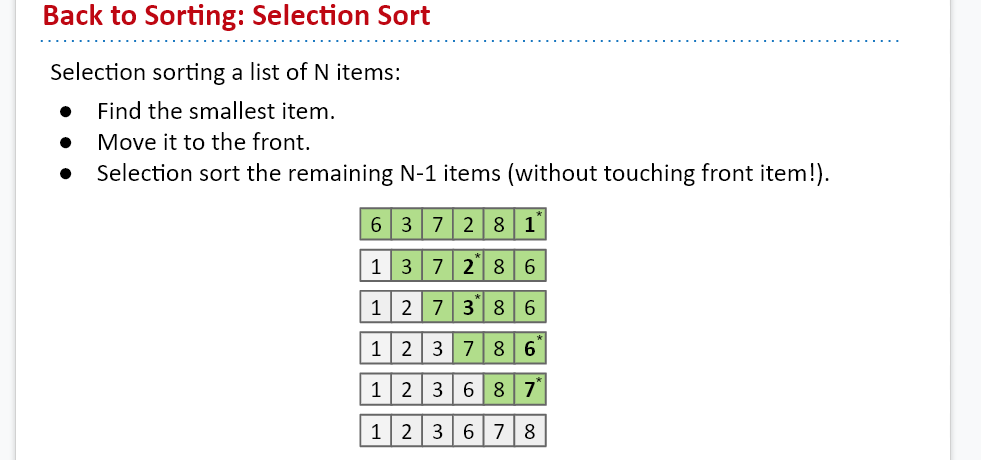 Back to Sorting: Selection Sort
Selection sorting a list of N items:
● Find the smallest item.
● Move it to the front.
● Selection sort the remaining N-1 items (without touching front item!).
6 3 7 2 8 1*
1 3 7 2* 8 6
1 2 7 3* 8 6
1 2 3 7 8 6*
1 2 3 6 8 7*
1 2 3 6 7 8